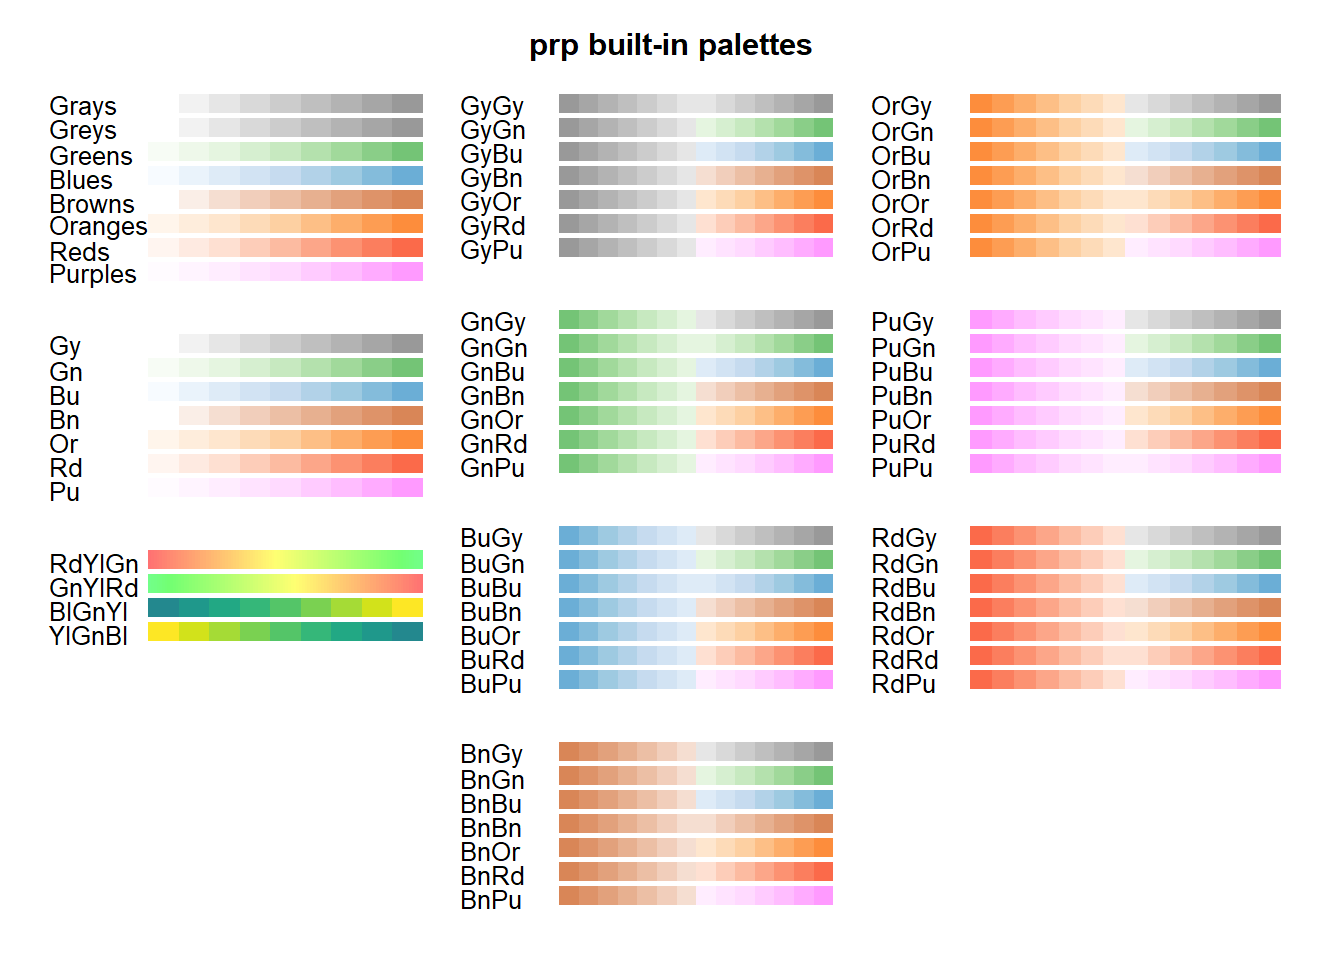 prp built-in palettes
Grays
Greys
Greens
Blues
Browns
Oranges
Reds
Purples
Gy
Gn
Bu
Bn
Or
Rd
Pu
RdYlGn
GnYlRd
BlGnYl
YlGnBl
GyGy
GyGn
GyBu
GyBn
GyOr
GyRd
GyPu
GnGy
GnGn
GnBu
GnBn
GnOr
GnRd
GnPu
BuGy
BuGn
BuBu
BuBn
BuOr
BuRd
BuPu
BnGy
BnGn
BnBu
BnBn
BnOr
BnRd
BnPu
OrGy
OrGn
OrBu
OrBn
OrOr
OrRd
OrPu
PuGy
PuGn
PuBu
PuBn
PuOr
PuRd
PuPu
RdGy
RdGn
RdBu
RdBn
RdOr
RdRd
RdPu